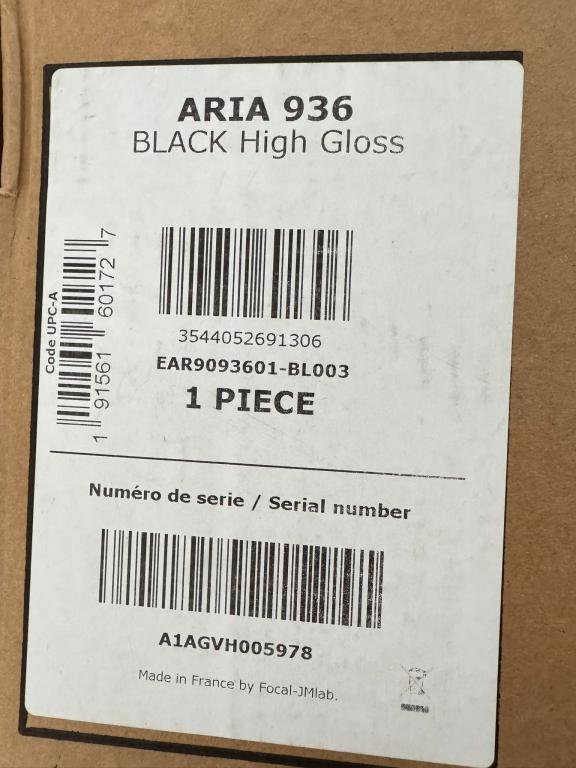 ARIA 936
BLACK High Gloss
Code UPC-A
1 91561 60172 7
3544052691306
EAR9093601-BL003
1 PIECE
Numéro de serie / Serial number
A1AGVH005978
Made in France by Focal-JMlab.